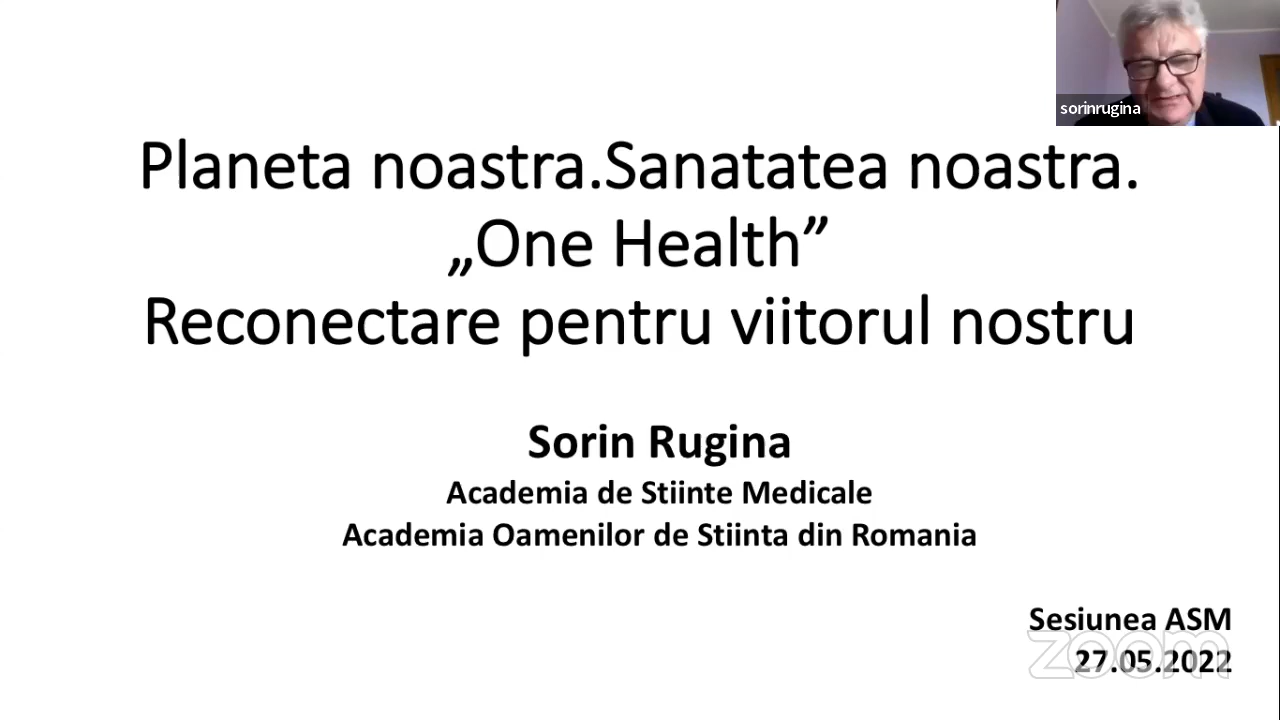 sorinrugina
Planeta noastra.Sanatatea noastra.
„One Health”
Reconectare pentru viitorul nostru
Sorin Rugina
Academia de Stiinte Medicale
Academia Oamenilor de Stiinta din Romania
Sesiunea ASM
27.05.2022
zoom